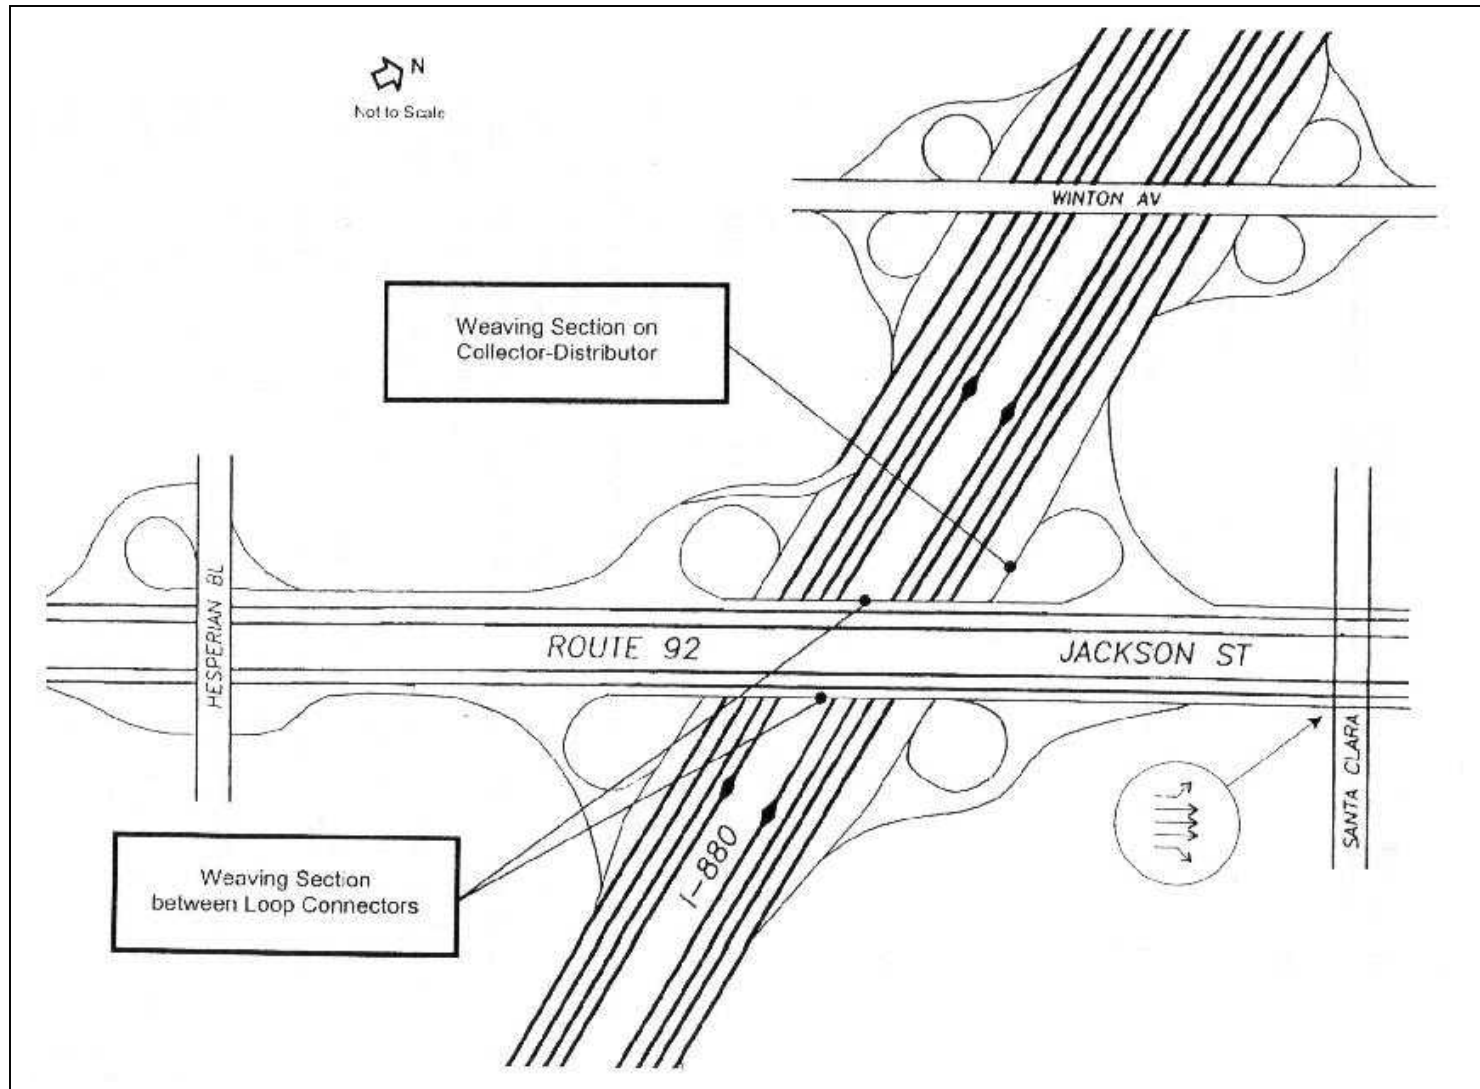 N
Not to Scale
WINTON AV
Weaving Section on
Collector-Distributor
HESPERIAN BL
ROUTE 92
JACKSON ST
SANTA CLARA
I-880
Weaving Section
between Loop Connectors